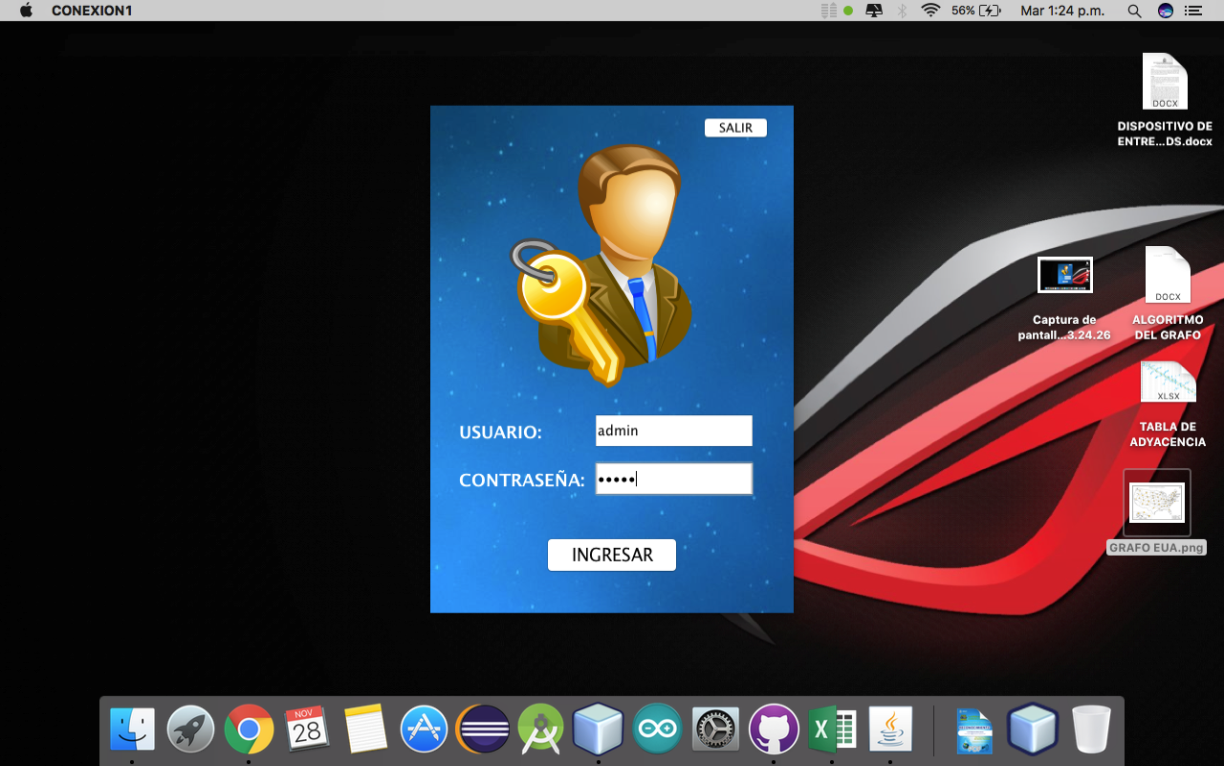 CONEXION1
56%
Mar 1:24 p.m.
SALIR
USUARIO:
admin
CONTRASEÑA:
•••••
INGRESAR
DOCX
DISPOSITIVO DE
ENTRE...DS.docx
Captura de
pantall...3.24.26
DOCX
ALGORITMO
DEL GRAFO
XLSX
TABLA DE
ADYACENCIA
GRAFO EUA.png
NOV
28